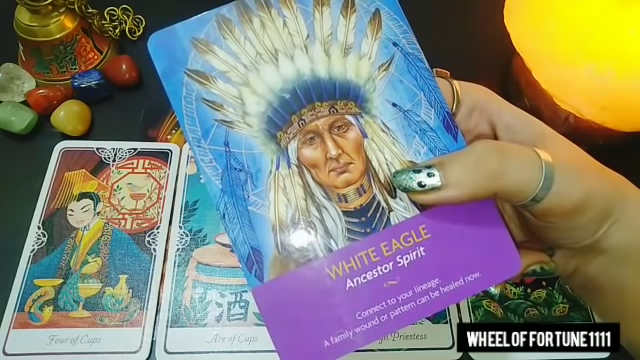 WHITE EAGLE
Ancestor Spirit
Connect to your lineage.
A family wound or pattern can be healed now.
Four of Cups
酒
Ace of Cups
Priestess
WHEEL OF FORTUNE 1111